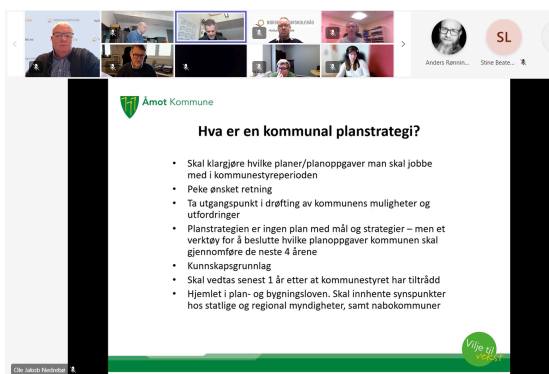 SL
Anders Rønnin...
Stine Beate...
Åmot Kommune
Hva er en kommunal planstrategi?
• Skal klargjøre hvilke planer/planoppgaver man skal jobbe
med i kommunestyreperioden
• Peke ønsket retning
• Ta utgangspunkt i drøfting av kommunens muligheter og
utfordringer
• Planstrategien er ingen plan med mål og strategier – men et
verktøy for å beslutte hvilke planoppgaver kommunen skal
gjennomføre de neste 4 årene
• Kunnskapsgrunnlag
• Skal vedtas senest 1 år etter at kommunestyret har tiltrådd
• Hjemlet i plan- og bygningsloven. Skal innhente synspunkter
hos statlige og regional myndigheter, samt nabokommuner
Vilje til
vekst
Ole Jakob Nedrebø